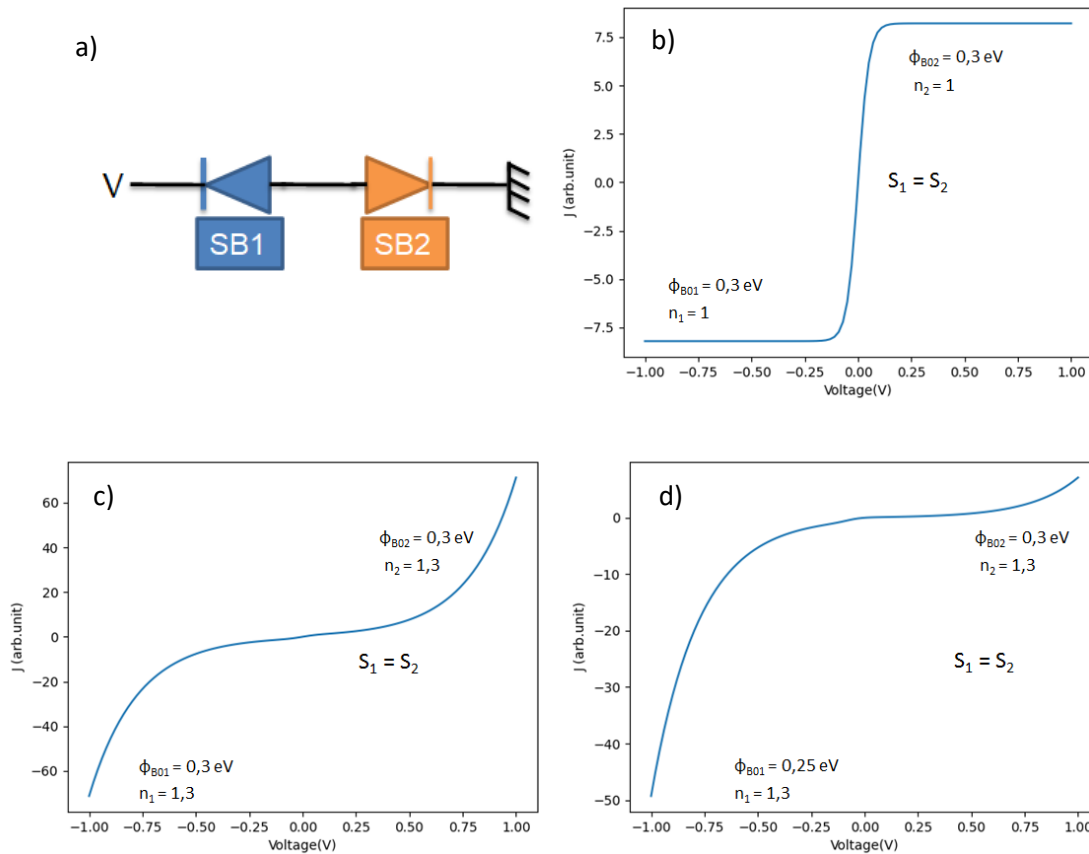 a)
V
SB1
SB2
b)
J (arb.unit)
7.5
5.0
2.5
0.0
−2.5
−5.0
−7.5
ϕB02 = 0,3 eV
n2 = 1
S1 = S2
ϕB01 = 0,3 eV
n1 = 1
−1.00 −0.75 −0.50 −0.25 0.00 0.25 0.50 0.75 1.00
Voltage(V)
c)
J (arb.unit)
60
40
20
0
−20
−40
−60
ϕB02 = 0,3 eV
n2 = 1,3
S1 = S2
ϕB01 = 0,3 eV
n1 = 1,3
−1.00 −0.75 −0.50 −0.25 0.00 0.25 0.50 0.75 1.00
Voltage(V)
d)
J (arb.unit)
0
−10
−20
−30
−40
−50
ϕB02 = 0,3 eV
n2 = 1,3
S1 = S2
ϕB01 = 0,25 eV
n1 = 1,3
−1.00 −0.75 −0.50 −0.25 0.00 0.25 0.50 0.75 1.00
Voltage(V)